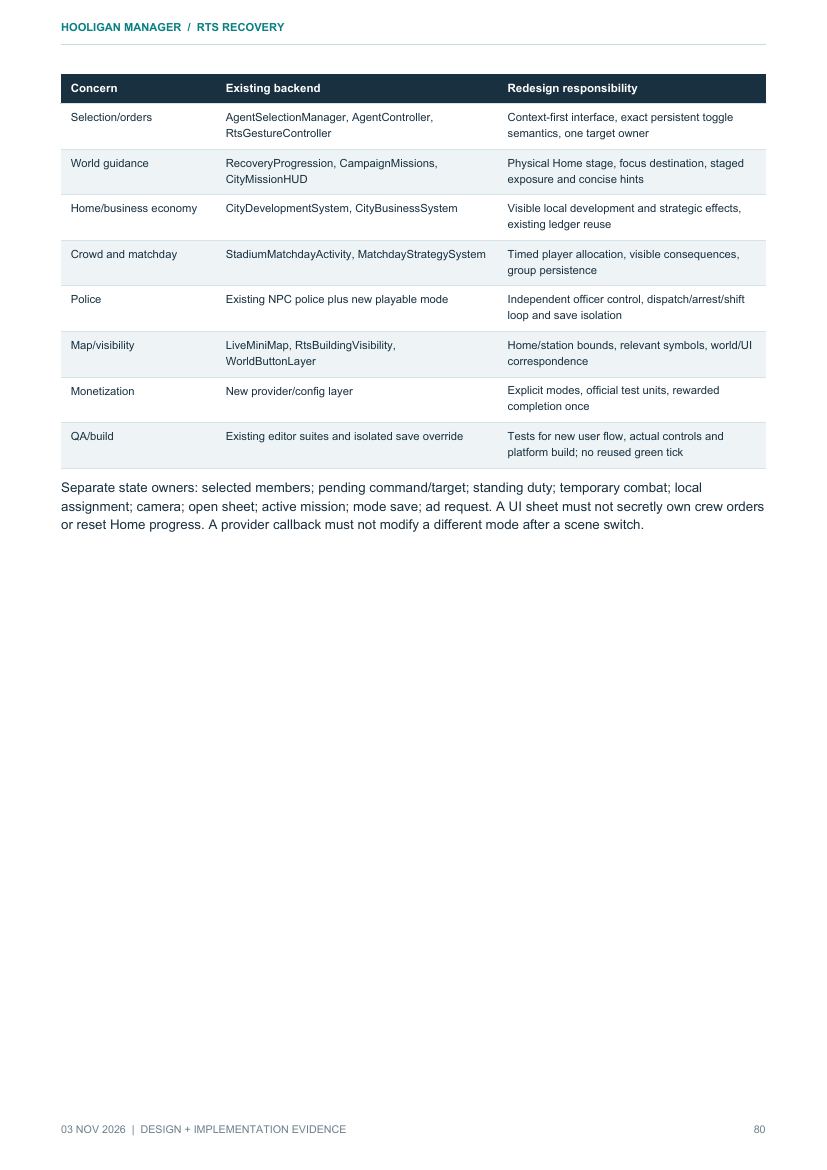 HOOLIGAN MANAGER / RTS RECOVERY
Concern Existing backend Redesign responsibility
Selection/orders AgentSelectionManager, AgentController, RtsGestureController Context-first interface, exact persistent toggle semantics, one target owner
World guidance RecoveryProgression, CampaignMissions, CityMissionHUD Physical Home stage, focus destination, staged exposure and concise hints
Home/business economy CityDevelopmentSystem, CityBusinessSystem Visible local development and strategic effects, existing ledger reuse
Crowd and matchday StadiumMatchdayActivity, MatchdayStrategySystem Timed player allocation, visible consequences, group persistence
Police Existing NPC police plus new playable mode Independent officer control, dispatch/arrest/shift loop and save isolation
Map/visibility LiveMiniMap, RtsBuildingVisibility, WorldButtonLayer Home/station bounds, relevant symbols, world/UI correspondence
Monetization New provider/config layer Explicit modes, official test units, rewarded completion once
QA/build Existing editor suites and isolated save override Tests for new user flow, actual controls and platform build; no reused green tick
Separate state owners: selected members; pending command/target; standing duty; temporary combat; local
assignment; camera; open sheet; active mission; mode save; ad request. A UI sheet must not secretly own crew orders
or reset Home progress. A provider callback must not modify a different mode after a scene switch.
03 NOV 2026 | DESIGN + IMPLEMENTATION EVIDENCE 80